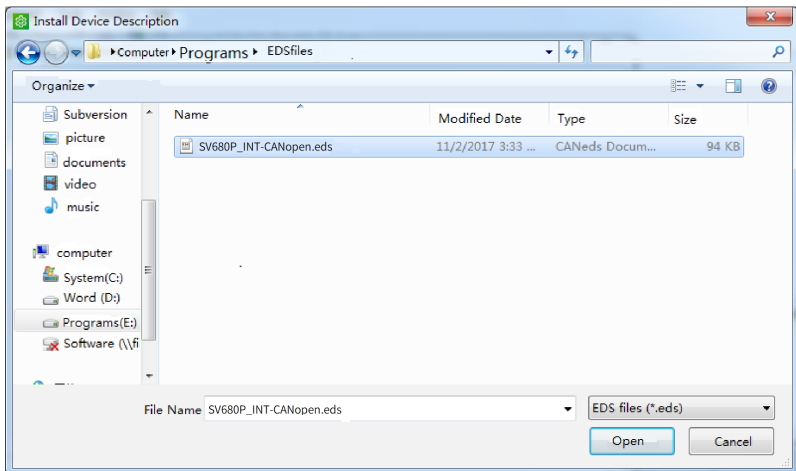 Install Device Description
Computer Programs EDSfiles
Organize
Subversion
picture
documents
video
music
computer
System(C:)
Word (D:)
Programs(E:)
Software (\\fi
Name Modified Date Type Size
SV680P_INT-CANopen.eds 11/2/2017 3:33 ... CANeds Docum... 94 KB
File Name SV680P_INT-CANopen.eds EDS files (*.eds)
Open Cancel